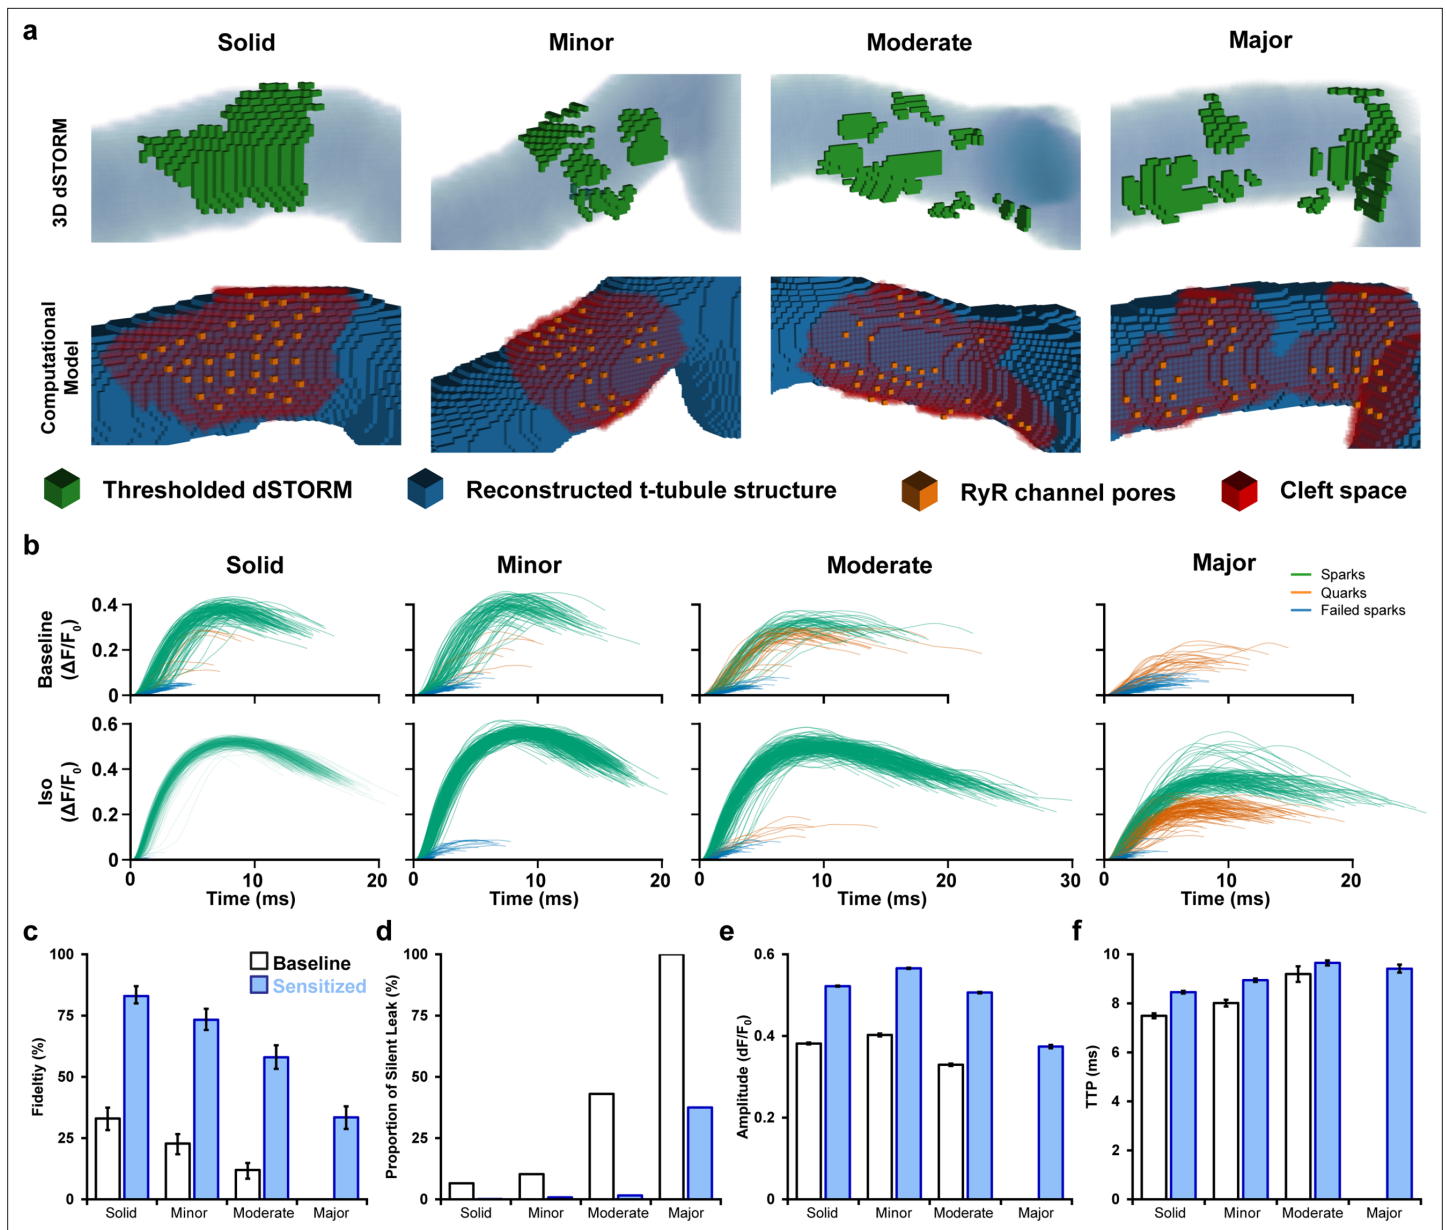 a
Solid
Minor
Moderate
Major
3D dSTORM
Computational
Model
Thresholded dSTORM
Reconstructed t-tubule structure
RyR channel pores
Cleft space
b
Solid
Minor
Moderate
Major
Sparks
Quarks
Failed sparks
Baseline
(ΔF/F0)
0.4
0.2
0
Iso
(ΔF/F0)
0.6
0.4
0.2
0
0 10 20
0 10 20
0 10 20 30
0 10 20
Time (ms)
Time (ms)
Time (ms)
Time (ms)
c
Fideltiy (%)
100
75
50
25
0
Baseline
Sensitized
Solid Minor Moderate Major
d
Proportion of Silent Leak (%)
100
75
50
25
0
Solid Minor Moderate Major
e
Amplitude (dF/F0)
0.6
0.4
0.2
0
Solid Minor Moderate Major
f
TTP (ms)
10
8
6
4
2
0
Solid Minor Moderate Major